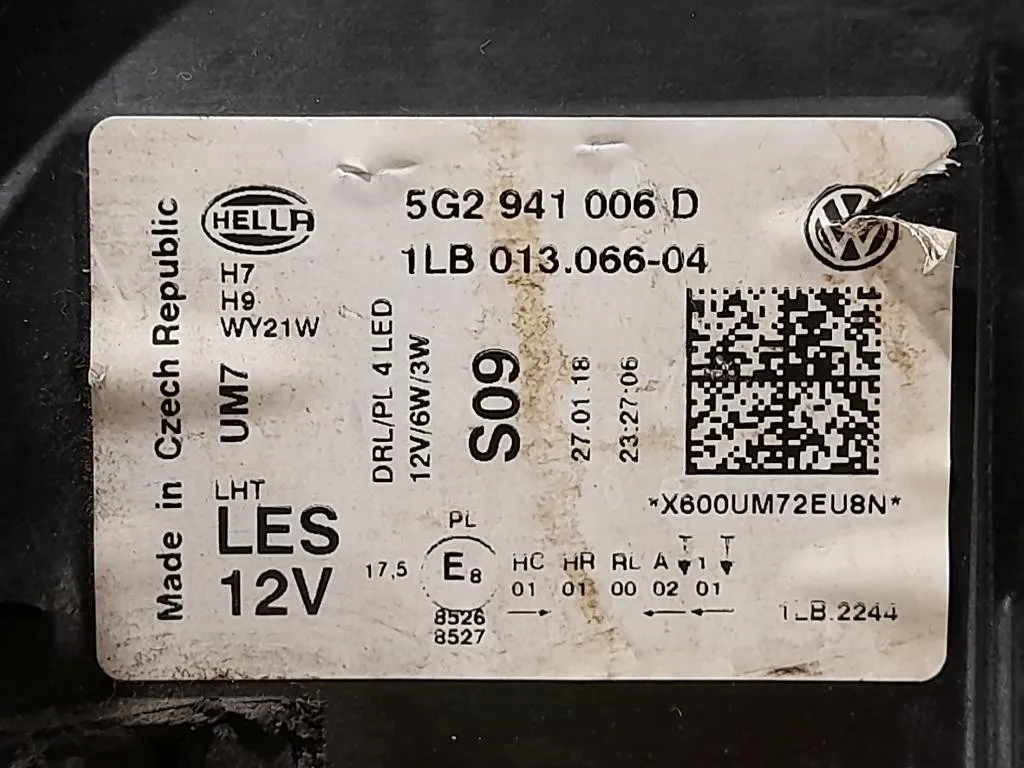 Made in Czech Republic
HELLA
5G2 941 006 D
1LB 013.066-04
H7
H9
WY21W
UM7
DRL/PL 4 LED
12V/6W/3W
S09
27.01.18
23:27:06
*X600UM72EU8N*
LHT
LES
12V
PL
17,5
E8
8526
8527
HC HR RL A 1
01 01 00 02 01
T T
1LB.2244
VW